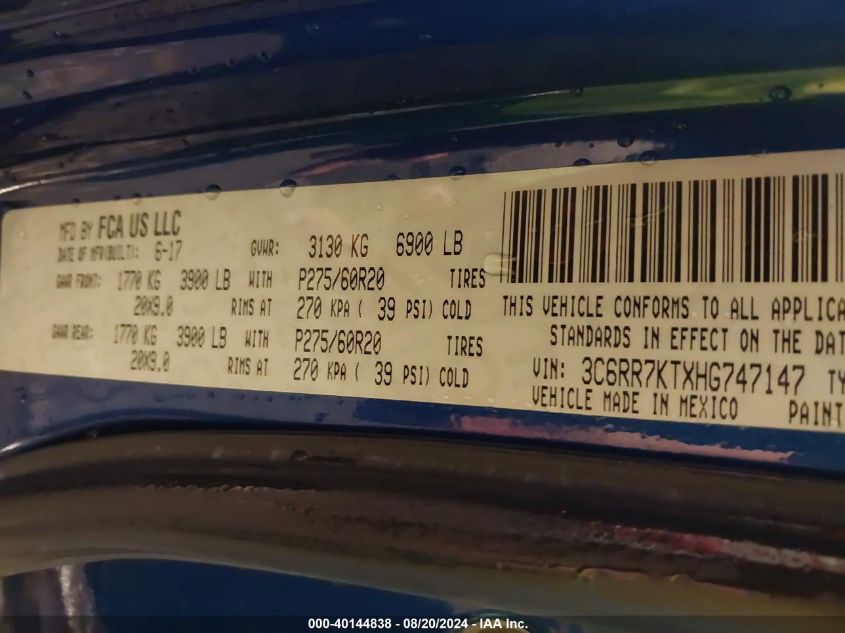 MFD BY FCA US LLC
DATE OF MFR(BUILT): 6-17 GVWR: 3130 KG 6900 LB
GAWR FRONT: 1770 KG 3900 LB WITH P275/60R20 TIRES
20X9.0 RIMS AT 270 KPA ( 39 PSI) COLD
GAWR REAR: 1770 KG 3900 LB WITH P275/60R20 TIRES
20X9.0 RIMS AT 270 KPA ( 39 PSI) COLD
THIS VEHICLE CONFORMS TO ALL APPLICA
STANDARDS IN EFFECT ON THE DAT
VIN: 3C6RR7KTXHG747147 TY
VEHICLE MADE IN MEXICO PAINT
000-40144838 - 08/20/2024 - IAA Inc.